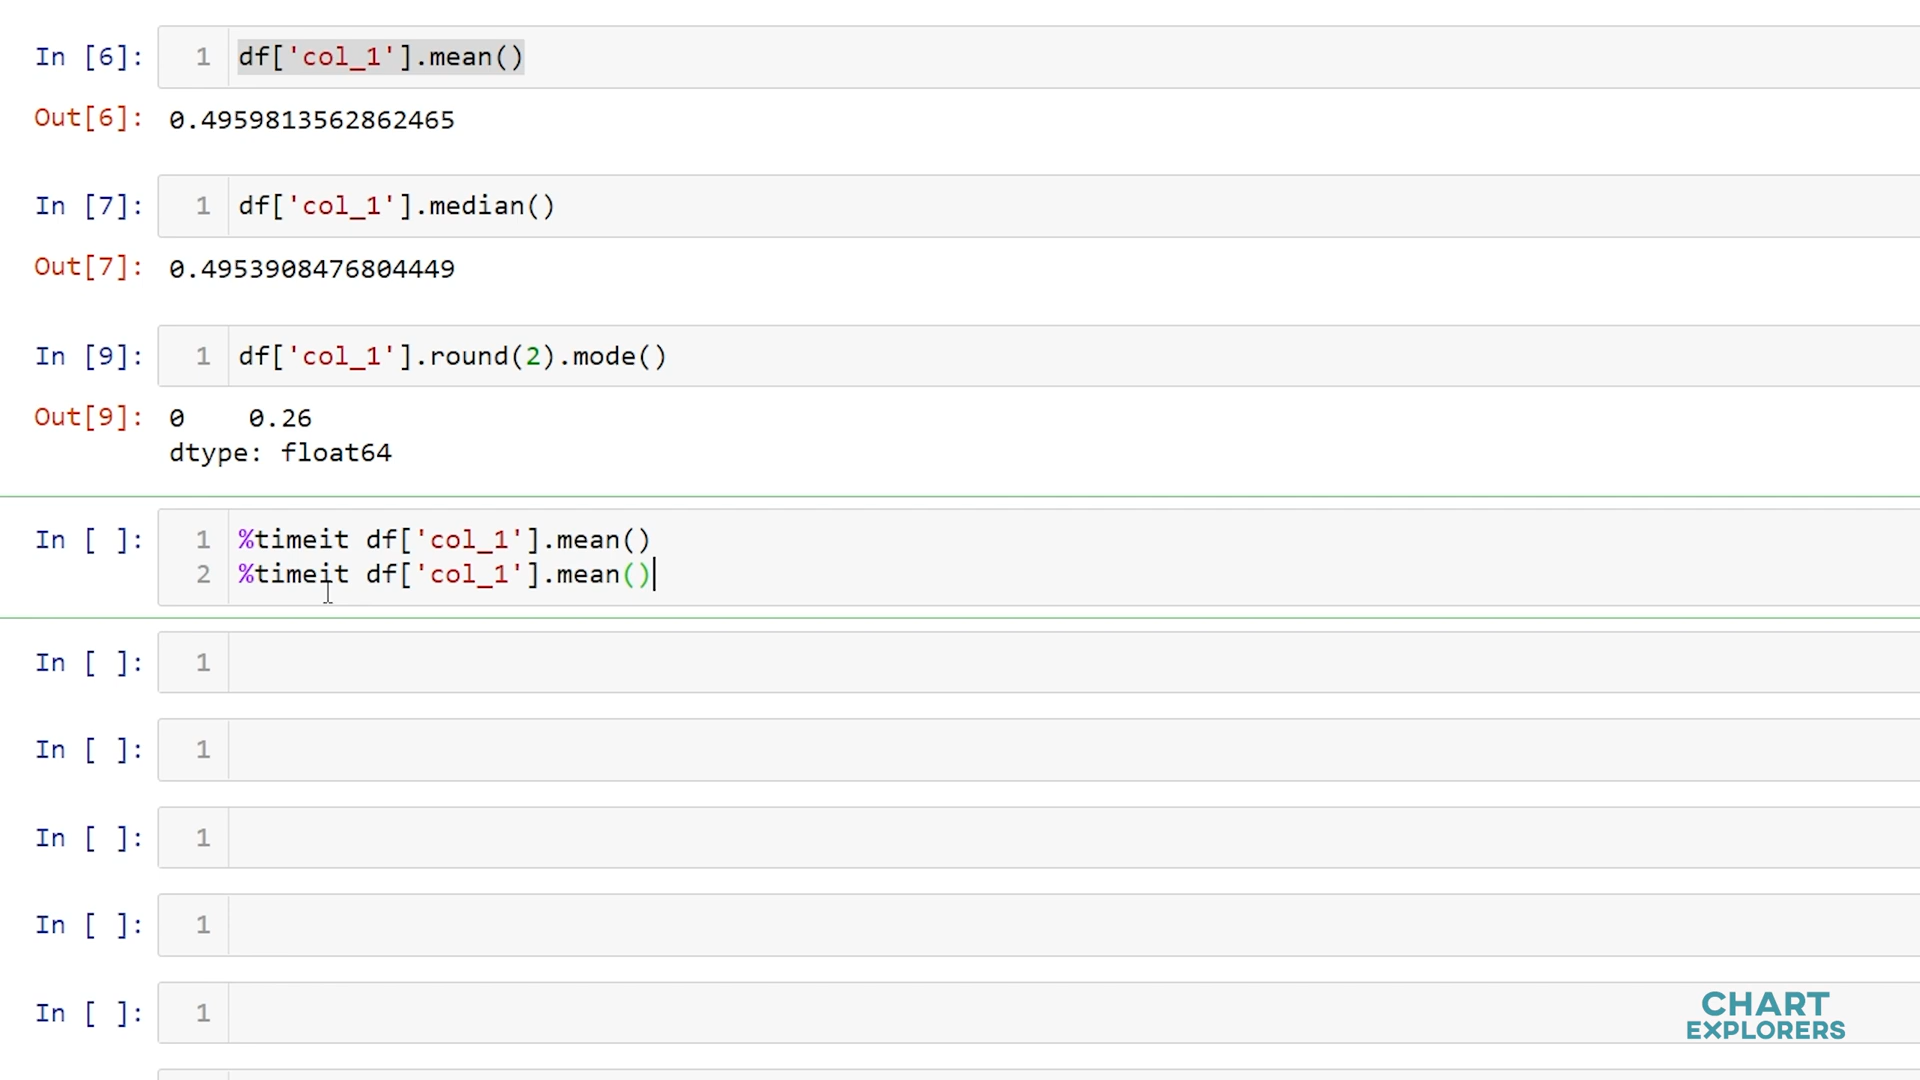 In [6]: 1 df['col_1'].mean()
Out[6]: 0.4959813562862465
In [7]: 1 df['col_1'].median()
Out[7]: 0.4953908476804449
In [9]: 1 df['col_1'].round(2).mode()
Out[9]: 0 0.26
dtype: float64
In [ ]: 1 %timeit df['col_1'].mean()
2 %timeit df['col_1'].mean()
In [ ]: 1
In [ ]: 1
In [ ]: 1
In [ ]: 1
In [ ]: 1
CHART
EXPLORERS